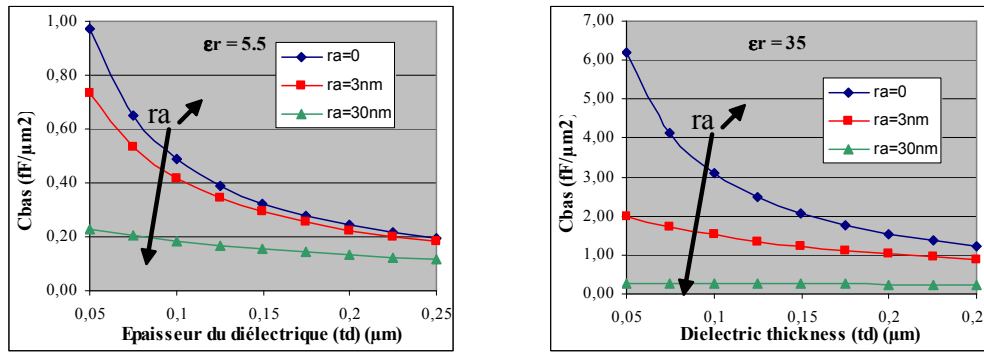 1,00
0,80
0,60
0,40
0,20
0,00
Cbas (fF/µm2)
εr = 5.5
ra=0
ra=3nm
ra=30nm
ra
0,05
0,1
0,15
0,2
0,25
Epaisseur du diélectrique (td) (µm)
7,00
6,00
5,00
4,00
3,00
2,00
1,00
0,00
Cbas (fF/µm2)
εr = 35
ra=0
ra=3nm
ra=30nm
ra
0,05
0,1
0,15
0,2
0,2
Dielectric thickness (td) (µm)